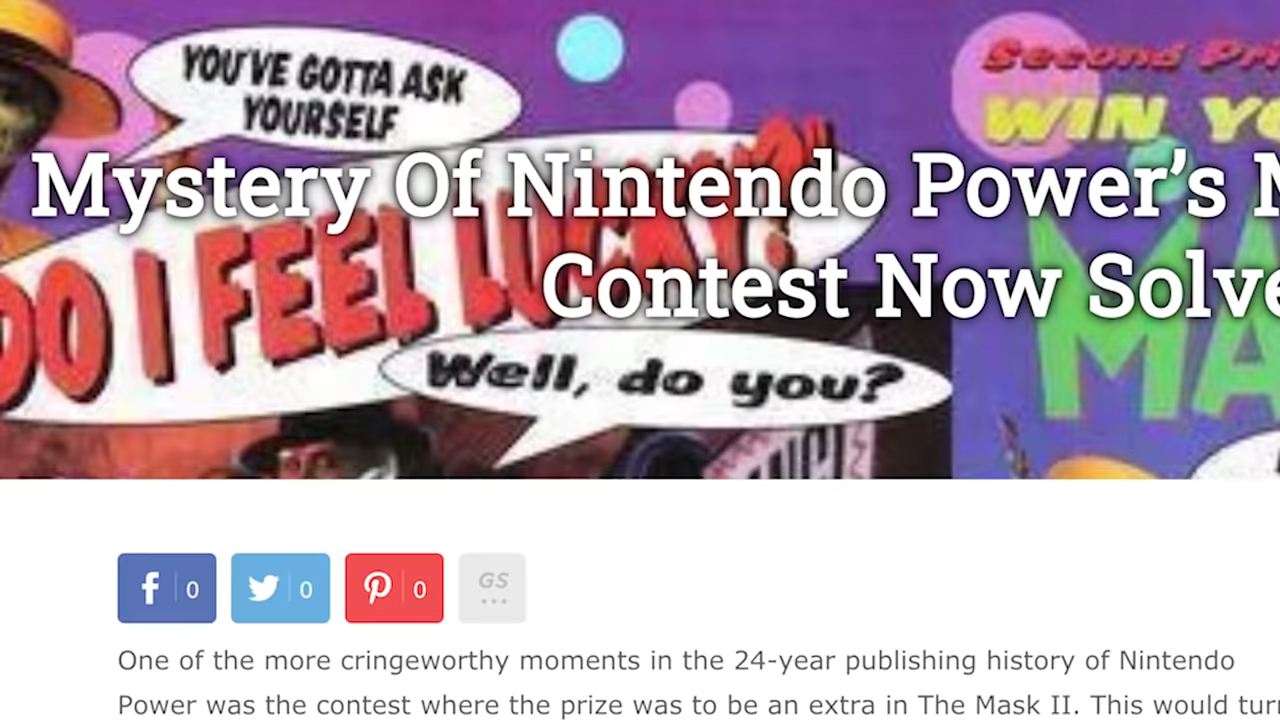 YOU'VE GOTTA ASK
YOURSELF
DO I FEEL LUCKY?
Well, do you?
Second Pri
WIN YO
MA
Mystery Of Nintendo Power’s M
Contest Now Solve
0
0
0
GS
One of the more cringeworthy moments in the 24-year publishing history of Nintendo
Power was the contest where the prize was to be an extra in The Mask II. This would turn